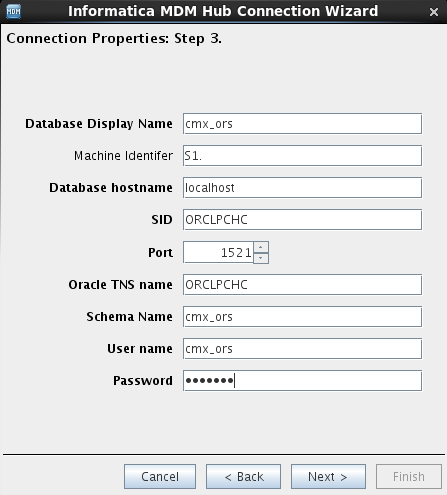 MDM Informatica MDM Hub Connection Wizard
Connection Properties: Step 3.
Database Display Name cmx_ors
Machine Identifer S1.
Database hostname localhost
SID ORCLPCHC
Port 1521
Oracle TNS name ORCLPCHC
Schema Name cmx_ors
User name cmx_ors
Password •••••••
Cancel < Back Next > Finish